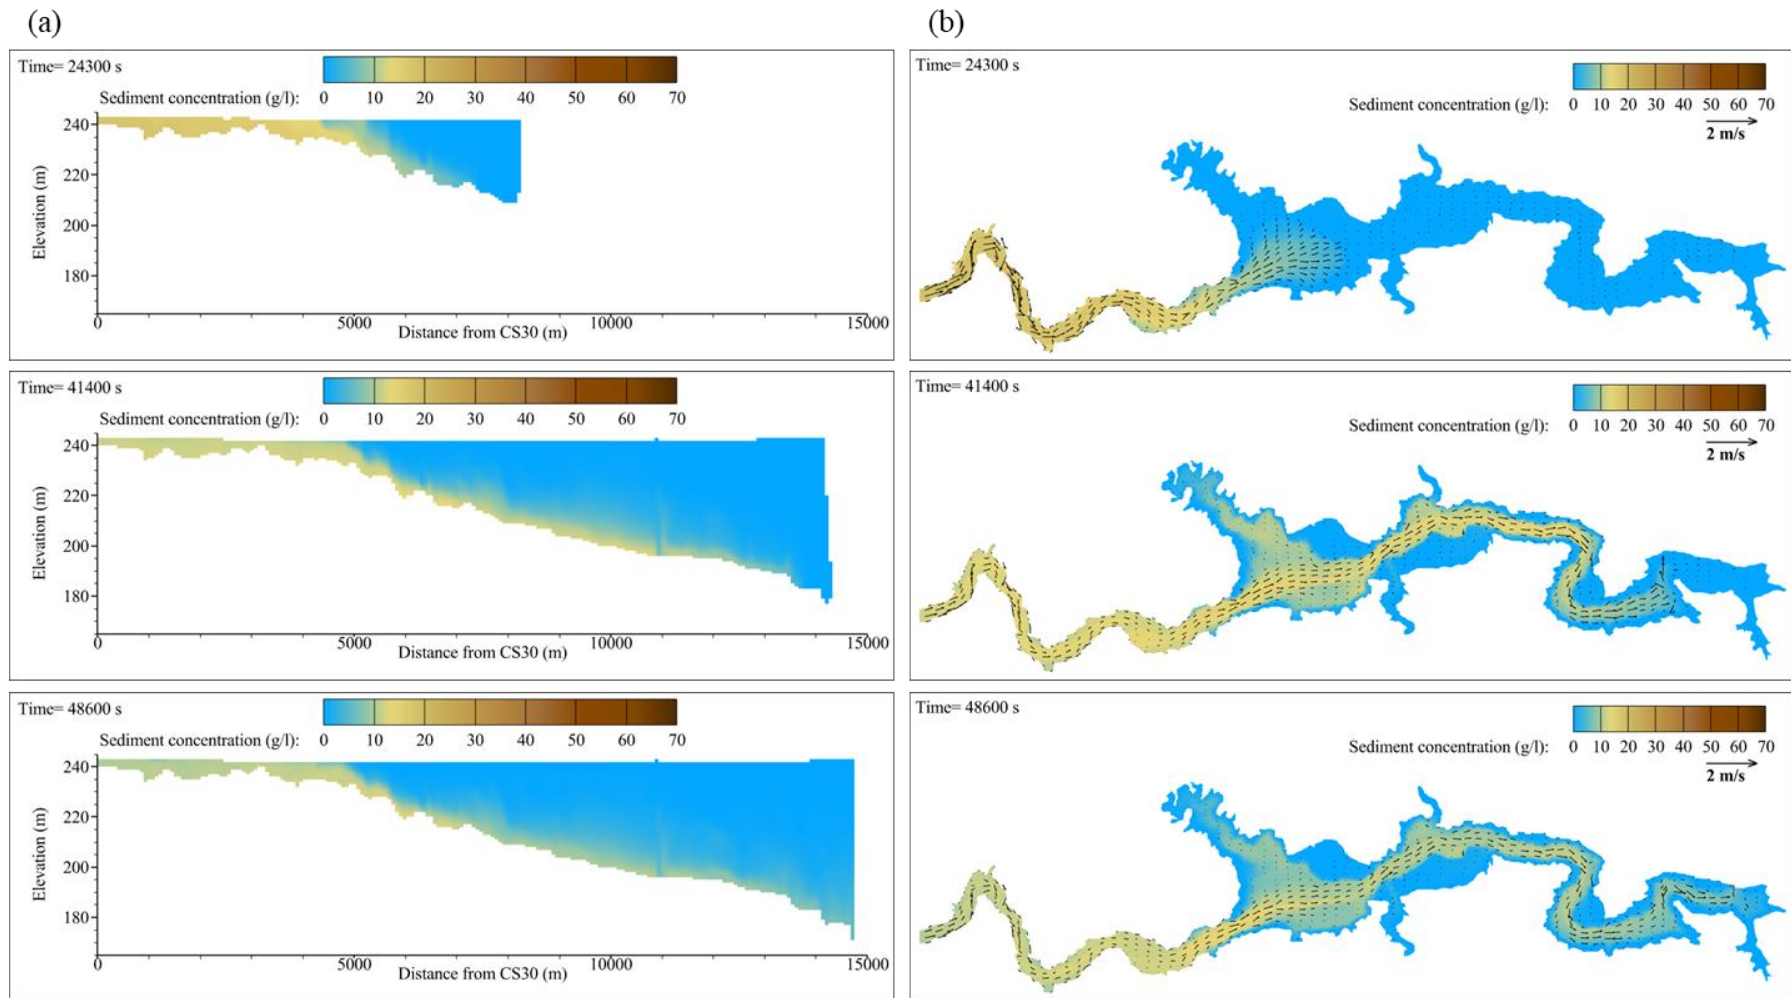 (a)
(b)
Time= 24300 s
Sediment concentration (g/l): 0 10 20 30 40 50 60 70
Elevation (m)
240
220
200
180
0 5000 10000 15000
Distance from CS30 (m)
Time= 24300 s
Sediment concentration (g/l): 0 10 20 30 40 50 60 70
2 m/s
Time= 41400 s
Sediment concentration (g/l): 0 10 20 30 40 50 60 70
Elevation (m)
240
220
200
180
0 5000 10000 15000
Distance from CS30 (m)
Time= 41400 s
Sediment concentration (g/l): 0 10 20 30 40 50 60 70
2 m/s
Time= 48600 s
Sediment concentration (g/l): 0 10 20 30 40 50 60 70
Elevation (m)
240
220
200
180
0 5000 10000 15000
Distance from CS30 (m)
Time= 48600 s
Sediment concentration (g/l): 0 10 20 30 40 50 60 70
2 m/s